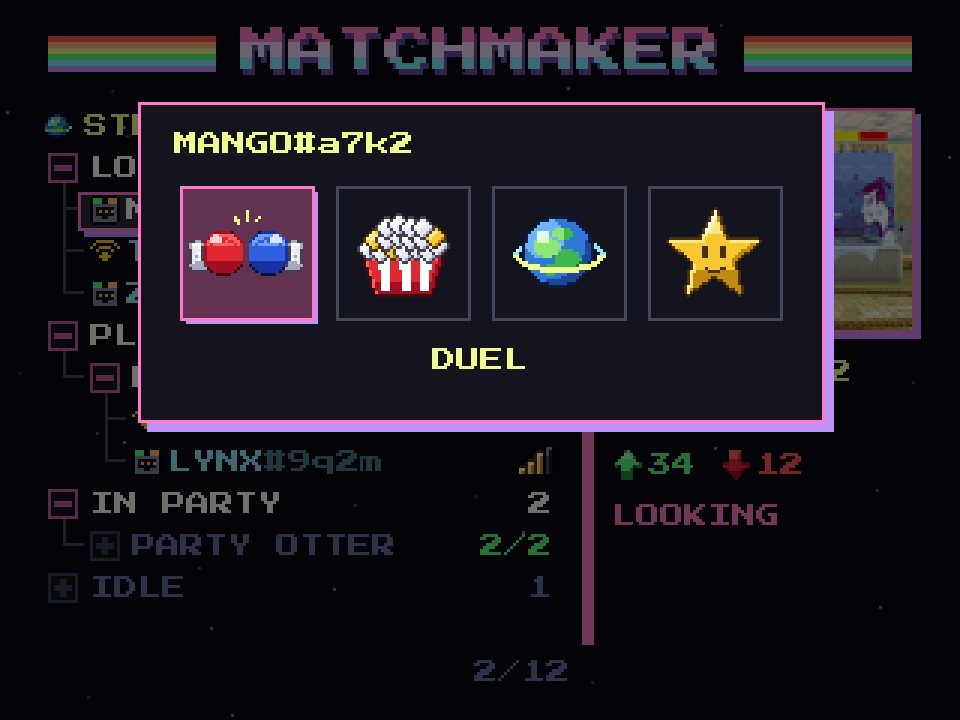 MATCHMAKER
MANGO#a7k2
DUEL
LYNX#9q2m
34 12
IN PARTY 2
LOOKING
PARTY OTTER 2/2
IDLE 1
2/12